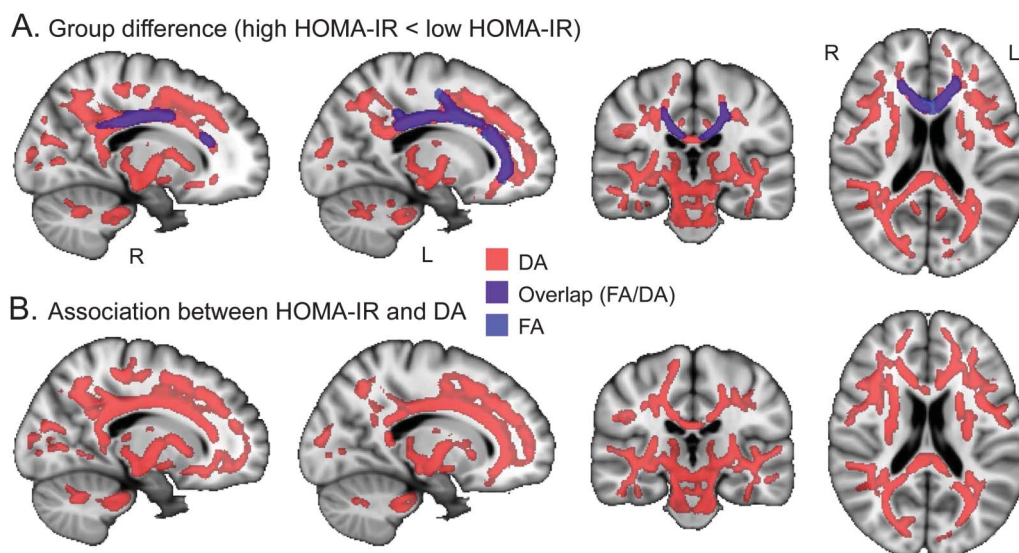 A. Group difference (high HOMA-IR < low HOMA-IR)
R L
R L
DA
Overlap (FA/DA)
FA
B. Association between HOMA-IR and DA